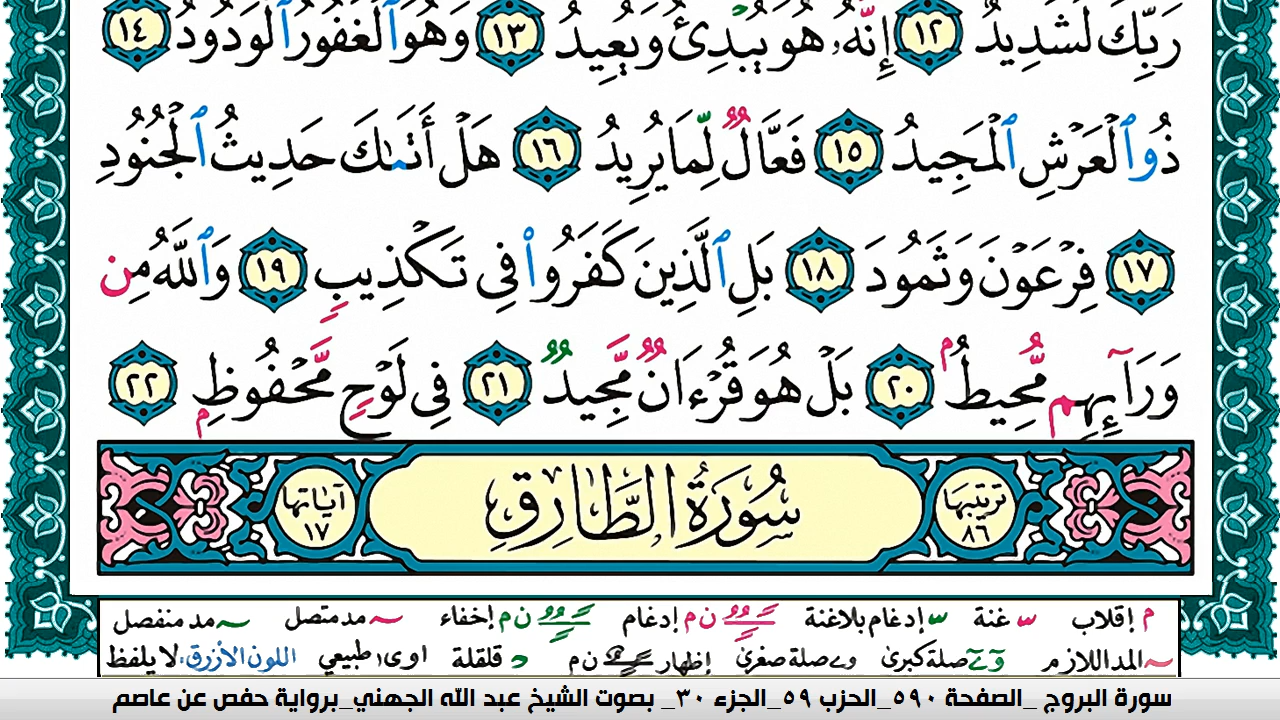 رَبِّكَ لَشَدِيدٌ ١٢ إِنَّهُۥ هُوَ يُبْدِئُ وَيُعِيدُ ١٣ وَهُوَ ٱلْغَفُورُ ٱلْوَدُودُ ١٤
ذُو ٱلْعَرْشِ ٱلْمَجِيدُ ١٥ فَعَّالٌ لِّمَا يُرِيدُ ١٦ هَلْ أَتَىٰكَ حَدِيثُ ٱلْجُنُودِ
١٧ فِرْعَوْنَ وَثَمُودَ ١٨ بَلِ ٱلَّذِينَ كَفَرُوا۟ فِى تَكْذِيبٍ ١٩ وَٱللَّهُ مِن
وَرَآئِهِم مُّحِيطٌۢ ٢٠ بَلْ هُوَ قُرْءَانٌ مَّجِيدٌ ٢١ فِى لَوْحٍ مَّحْفُوظٍۭ ٢٢
ترتيبها ٨٦ سُورَةُ الطَّارِقِ آياتها ١٧
م إقلاب غنة إدغام بلاغنة ن م إدغام ن م إخفاء مد متصل مد منفصل
المد اللازم صلة كبرى صلة صغرى إظهار ن م قلقلة اوى طبيعي اللون الأزرق: لا يلفظ
سورة البروج _الصفحة ٥٩٠_الحزب ٥٩_الجزء ٣٠_ بصوت الشيخ عبد الله الجهني_برواية حفص عن عاصم